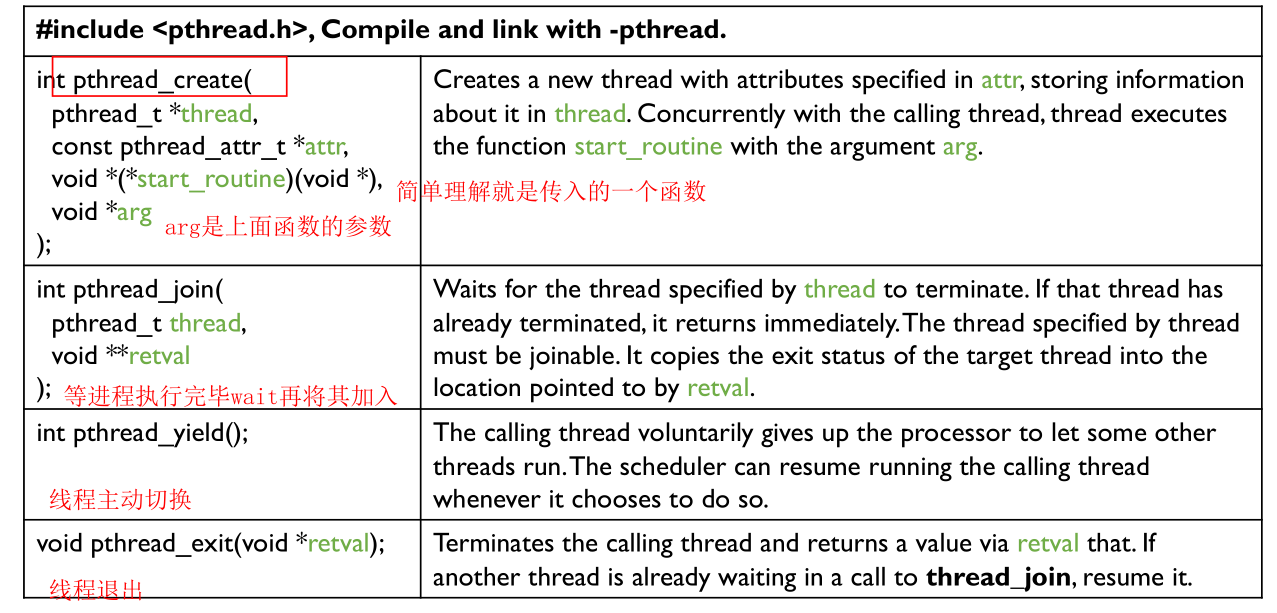 #include <pthread.h>, Compile and link with -pthread.
int pthread_create(
pthread_t *thread,
const pthread_attr_t *attr,
void *(*start_routine)(void *),
void *arg
);
简单理解就是传入的一个函数
arg是上面函数的参数
Creates a new thread with attributes specified in attr, storing information
about it in thread. Concurrently with the calling thread, thread executes
the function start_routine with the argument arg.
int pthread_join(
pthread_t thread,
void **retval
);
等进程执行完毕wait再将其加入
Waits for the thread specified by thread to terminate. If that thread has
already terminated, it returns immediately. The thread specified by thread
must be joinable. It copies the exit status of the target thread into the
location pointed to by retval.
int pthread_yield();
线程主动切换
The calling thread voluntarily gives up the processor to let some other
threads run. The scheduler can resume running the calling thread
whenever it chooses to do so.
void pthread_exit(void *retval);
线程退出
Terminates the calling thread and returns a value via retval that. If
another thread is already waiting in a call to thread_join, resume it.